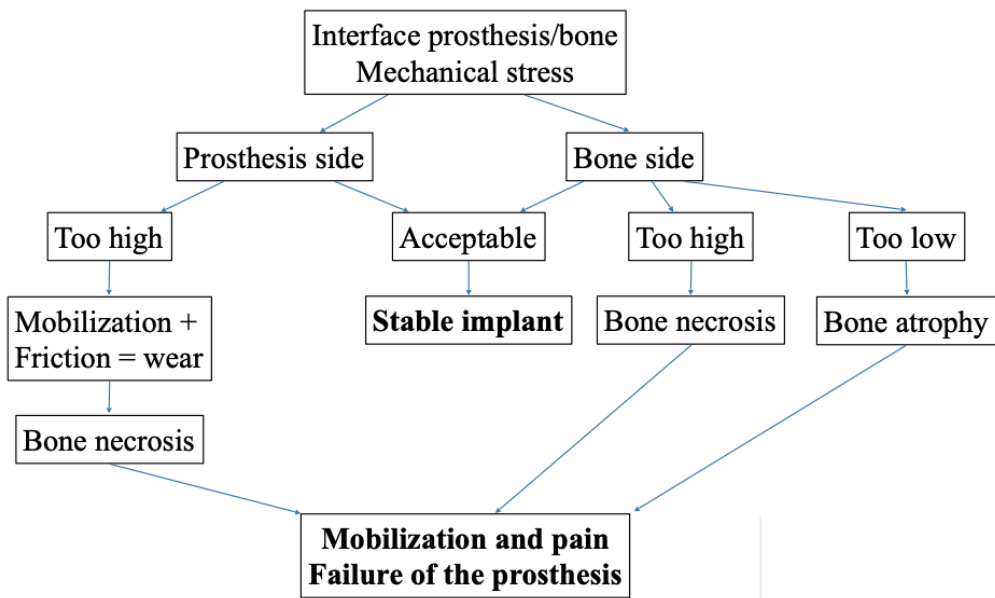 Interface prosthesis/bone
Mechanical stress
Prosthesis side
Bone side
Too high
Acceptable
Too high
Too low
Mobilization +
Friction = wear
Stable implant
Bone necrosis
Bone atrophy
Bone necrosis
Mobilization and pain
Failure of the prosthesis